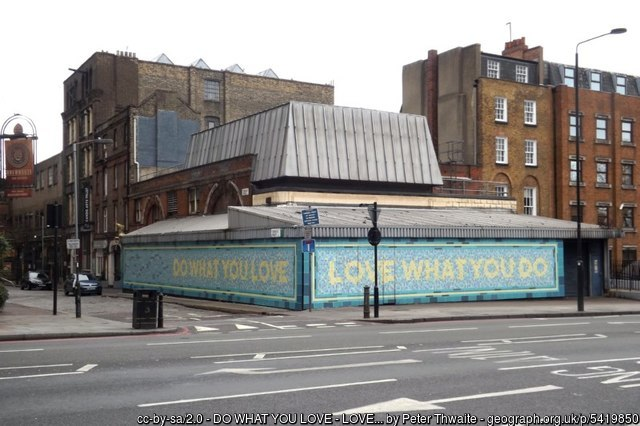 DO WHAT YOU LOVE
LOVE WHAT YOU DO
cc-by-sa/2.0 - DO WHAT YOU LOVE - LOVE... by Peter Thwaite - geograph.org.uk/p/5419850